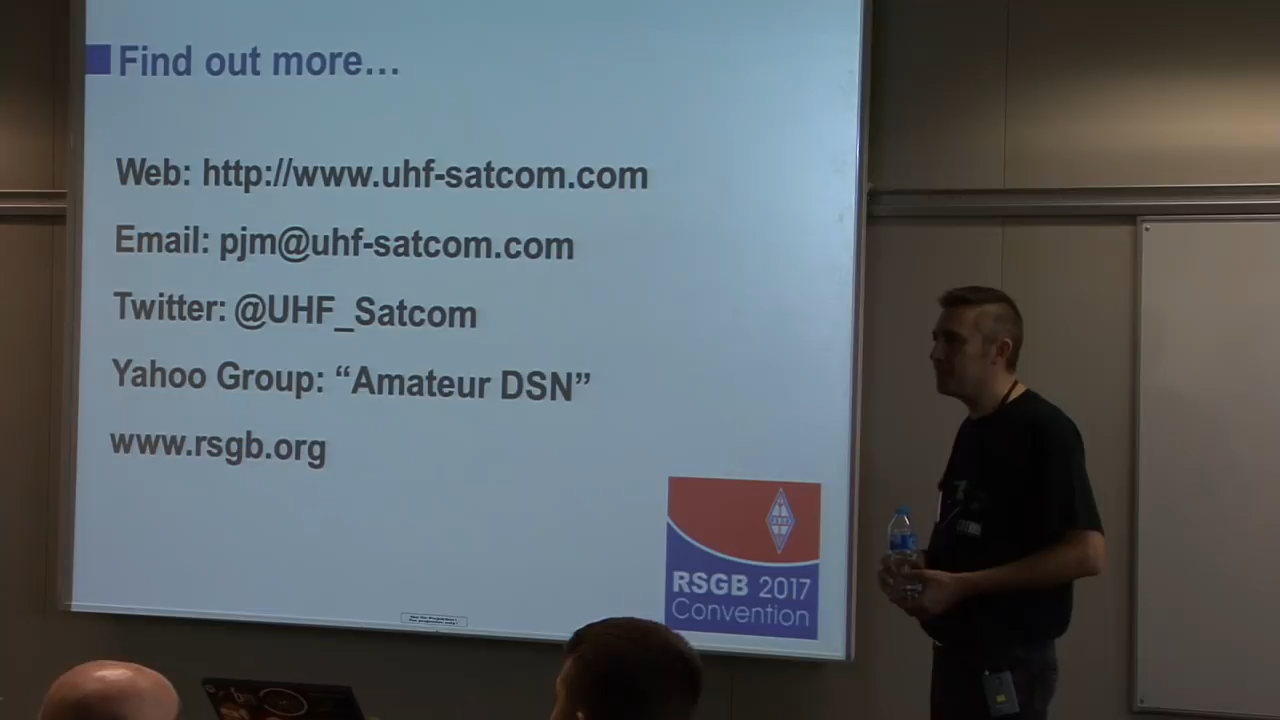 Find out more...
Web: http://www.uhf-satcom.com
Email: pjm@uhf-satcom.com
Twitter: @UHF_Satcom
Yahoo Group: “Amateur DSN”
www.rsgb.org
RSGB 2017
Convention